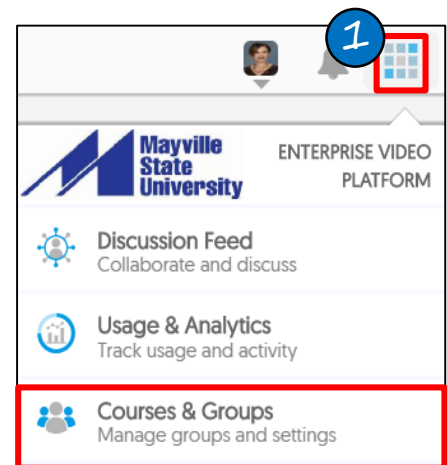 1
Mayville
State
University
ENTERPRISE VIDEO
PLATFORM
Discussion Feed
Collaborate and discuss
Usage & Analytics
Track usage and activity
Courses & Groups
Manage groups and settings